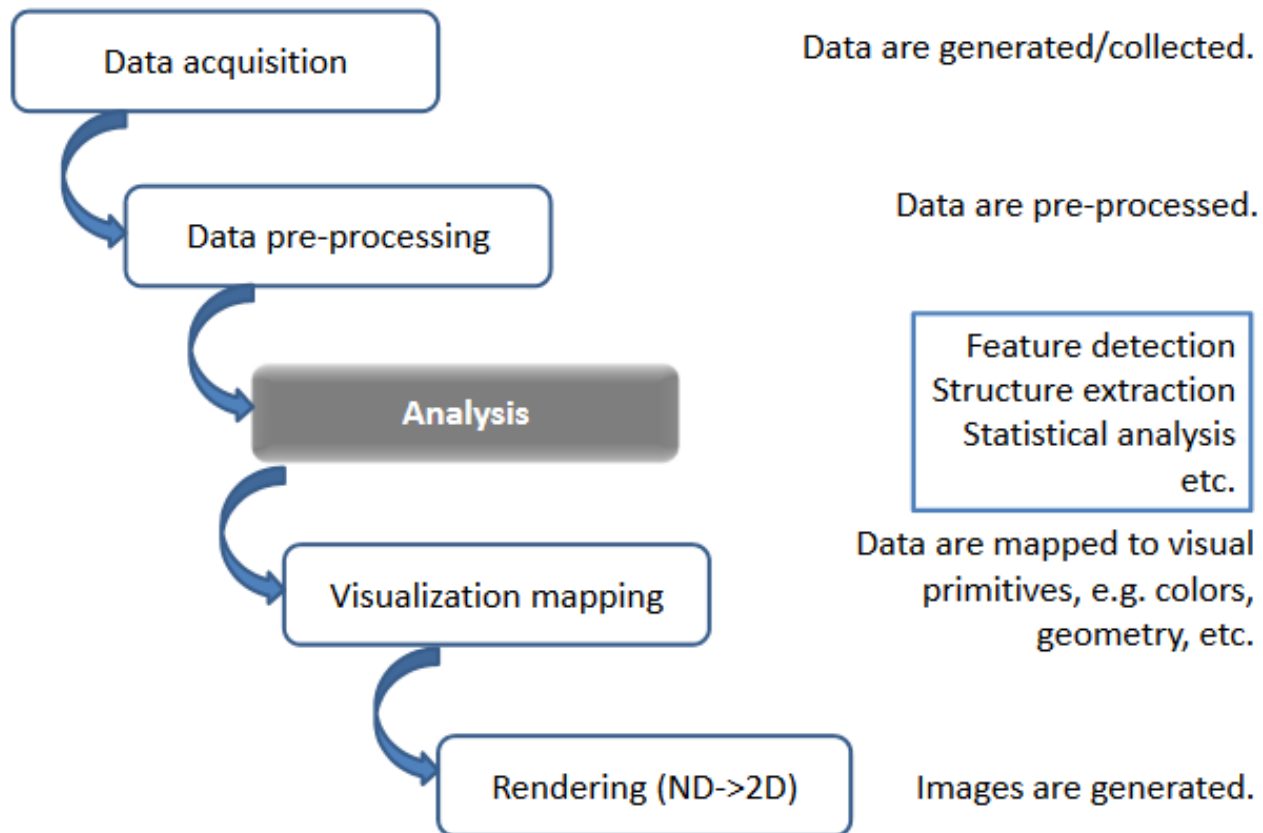 Data acquisition
Data are generated/collected.
Data pre-processing
Data are pre-processed.
Analysis
Feature detection
Structure extraction
Statistical analysis
etc.
Visualization mapping
Data are mapped to visual
primitives, e.g. colors,
geometry, etc.
Rendering (ND->2D)
Images are generated.